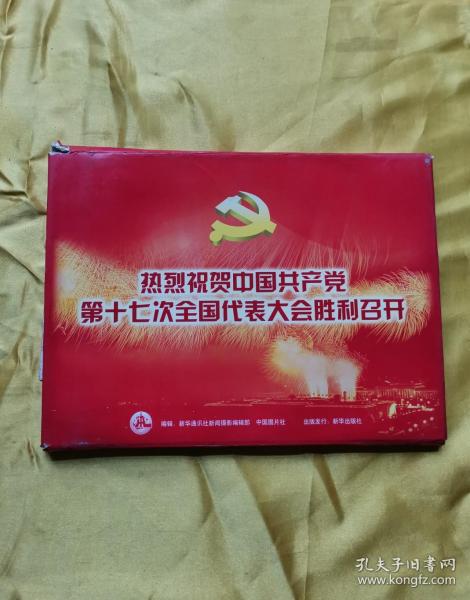 热烈祝贺中国共产党
第十七次全国代表大会胜利召开
编辑：新华通讯社新闻摄影编辑部 中国图片社 出版发行：新华出版社
孔夫子旧书网
www.kongfz.com